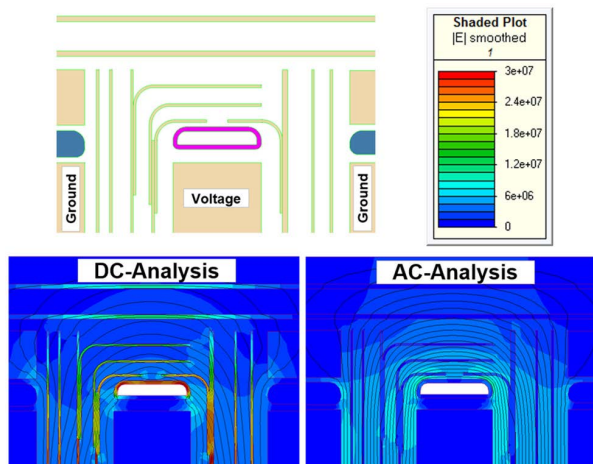 Shaded Plot
|E| smoothed
1
3e+07
2.4e+07
1.8e+07
1.2e+07
6e+06
0
Ground
Voltage
Ground
DC-Analysis
AC-Analysis